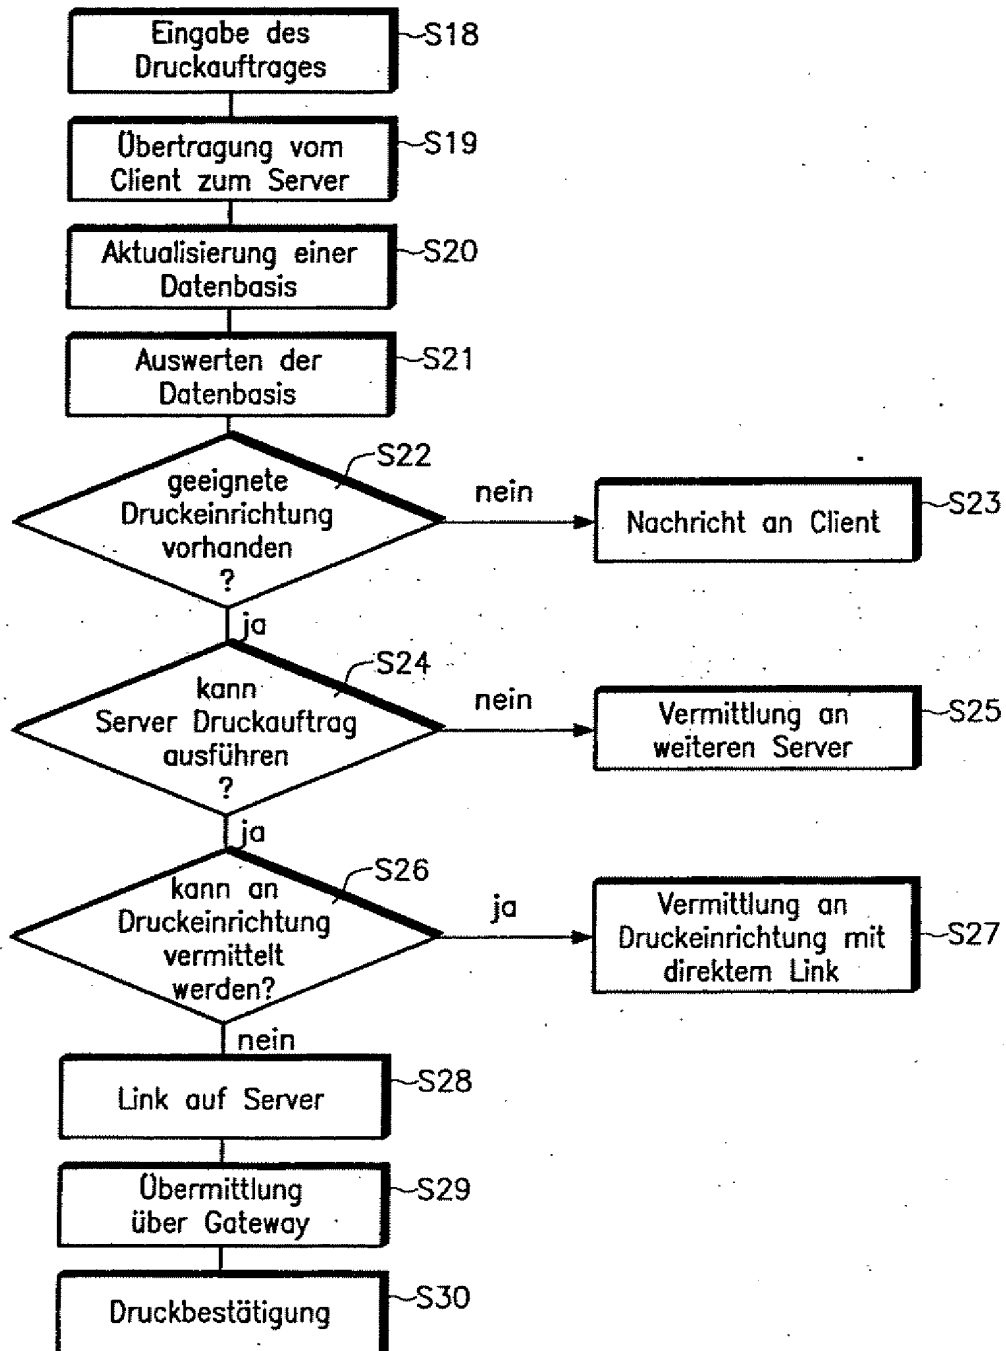 Eingabe des
Druckauftrages
S18
Übertragung vom
Client zum Server
S19
Aktualisierung einer
Datenbasis
S20
Auswerten der
Datenbasis
S21
geeignete
Druckeinrichtung
vorhanden
?
S22
nein
Nachricht an Client
S23
ja
kann
Server Druckauftrag
ausführen
?
S24
nein
Vermittlung an
weiteren Server
S25
ja
kann an
Druckeinrichtung
vermittelt
werden?
S26
ja
Vermittlung an
Druckeinrichtung mit
direktem Link
S27
nein
Link auf Server
S28
Übermittlung
über Gateway
S29
Druckbestätigung
S30